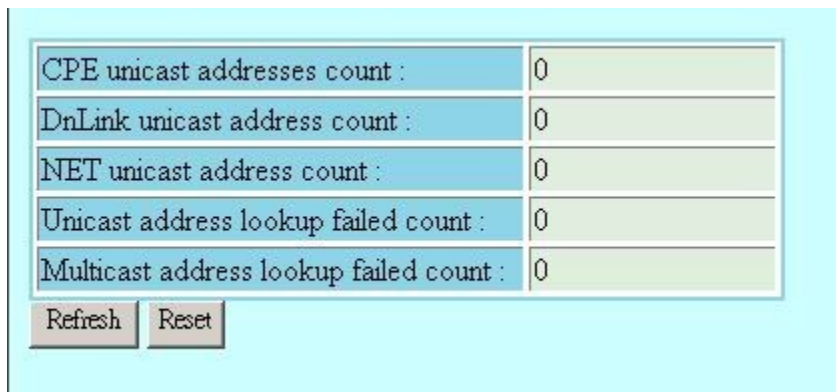 CPE unicast addresses count : 0
DnLink unicast address count : 0
NET unicast address count : 0
Unicast address lookup failed count : 0
Multicast address lookup failed count : 0
Refresh Reset